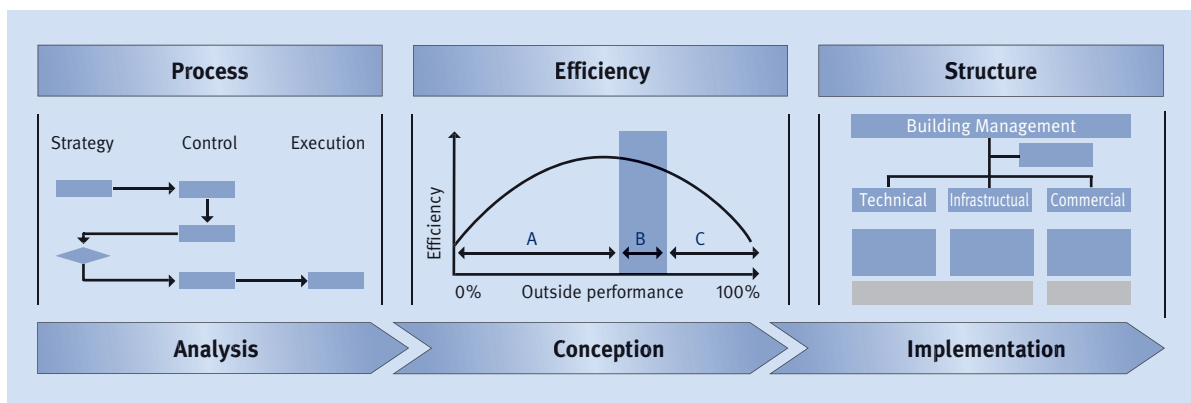 Process
Efficiency
Structure
Strategy
Control
Execution
Efficiency
A
B
C
0%
Outside performance
100%
Building Management
Technical
Infrastructual
Commercial
Analysis
Conception
Implementation